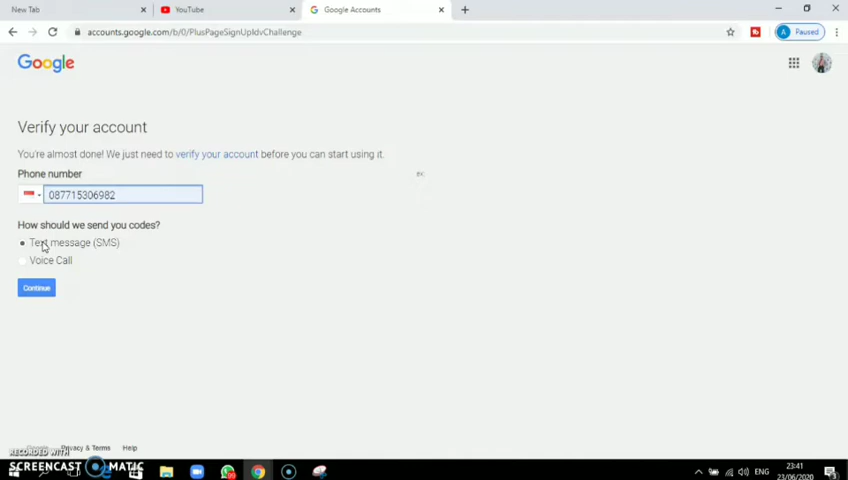 New Tab
YouTube
Google Accounts
accounts.google.com/b/0/PlusPageSignUpIdvChallenge
A Paused
Google
Verify your account
You're almost done! We just need to verify your account before you can start using it.
Phone number
087715306982
How should we send you codes?
Text message (SMS)
Voice Call
Continue
Google Privacy & Terms Help
RECORDED WITH
SCREENCAST MATIC
ENG
23:41
23/06/2020